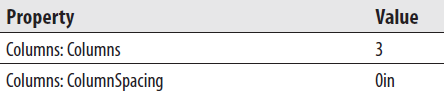 Property Value
Columns: Columns 3
Columns: ColumnSpacing 0in